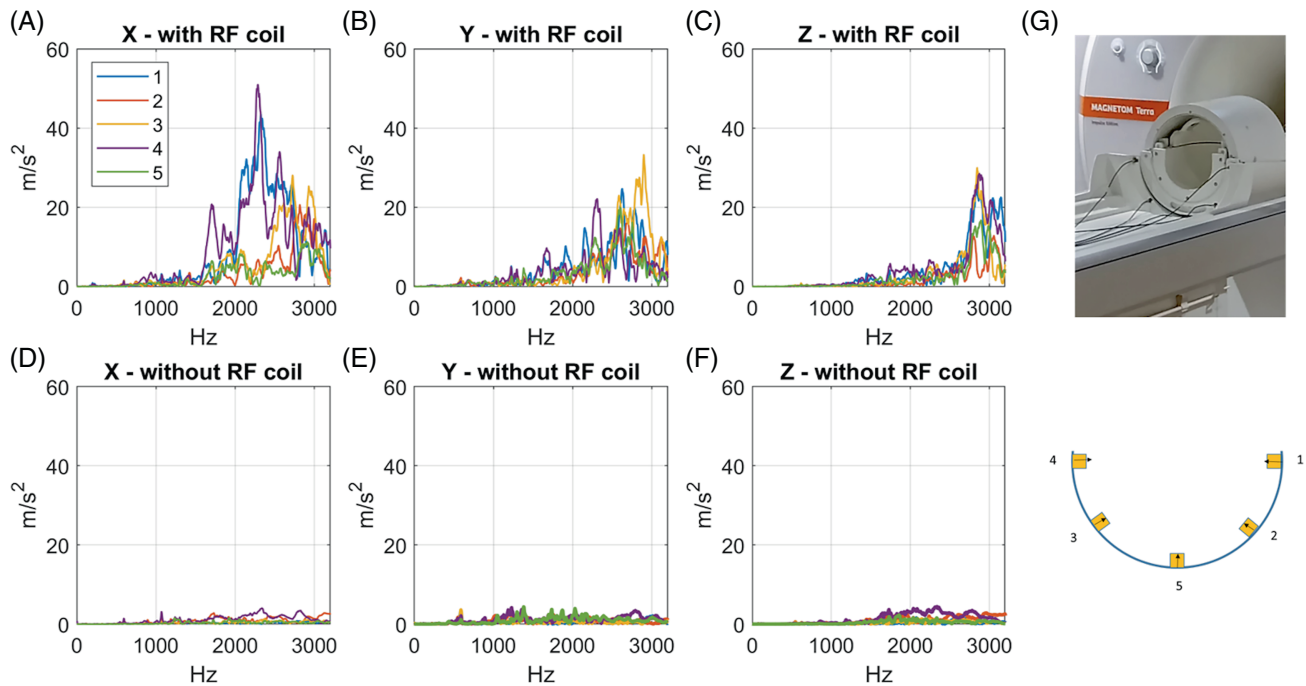 (A)
X - with RF coil
60
40
20
0
m/s2
0 1000 2000 3000
Hz
1
2
3
4
5
(B)
Y - with RF coil
60
40
20
0
m/s2
0 1000 2000 3000
Hz
(C)
Z - with RF coil
60
40
20
0
m/s2
0 1000 2000 3000
Hz
(G)
MAGNETOM Terra
(D)
X - without RF coil
60
40
20
0
m/s2
0 1000 2000 3000
Hz
(E)
Y - without RF coil
60
40
20
0
m/s2
0 1000 2000 3000
Hz
(F)
Z - without RF coil
60
40
20
0
m/s2
0 1000 2000 3000
Hz
4
1
3
2
5